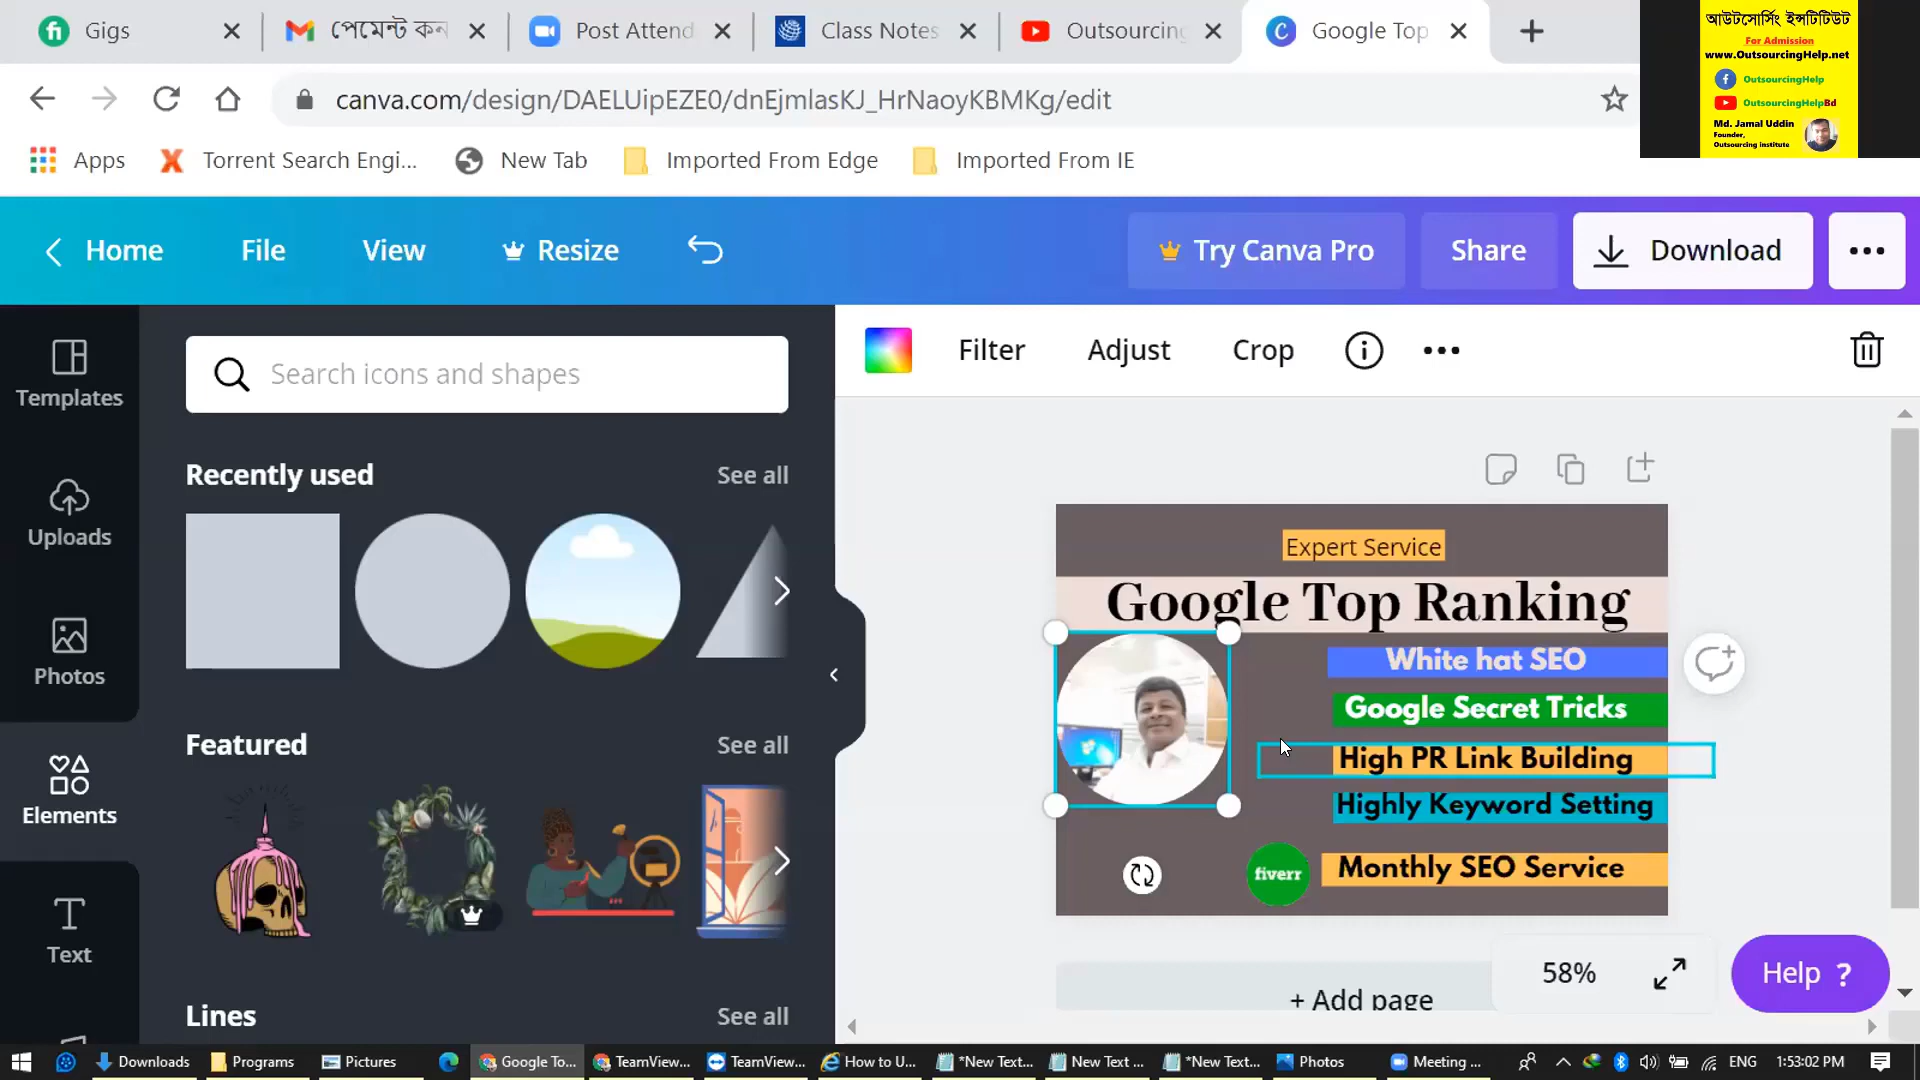 Gigs
পেমেন্ট কন
Post Attend
Class Notes
Outsourcing
Google Top
canva.com/design/DAELUipEZE0/dnEjmlasKJ_HrNaoyKBMKg/edit
Apps
Torrent Search Engi...
New Tab
Imported From Edge
Imported From IE
আউটসোর্সিং ইন্সটিটিউট
For Admission
www.OutsourcingHelp.net
OutsourcingHelp
OutsourcingHelpBd
Md. Jamal Uddin
Founder,
Outsourcing institute
Home
File
View
Resize
Try Canva Pro
Share
Download
Templates
Uploads
Photos
Elements
Text
Search icons and shapes
Recently used
See all
Featured
See all
Lines
See all
Filter
Adjust
Crop
Expert Service
Google Top Ranking
White hat SEO
Google Secret Tricks
High PR Link Building
Highly Keyword Setting
fiverr
Monthly SEO Service
+ Add page
58%
Help ?
Downloads
Programs
Pictures
Google To...
TeamView...
TeamView...
How to U...
*New Text...
New Text ...
*New Text...
Photos
Meeting ...
ENG
1:53:02 PM